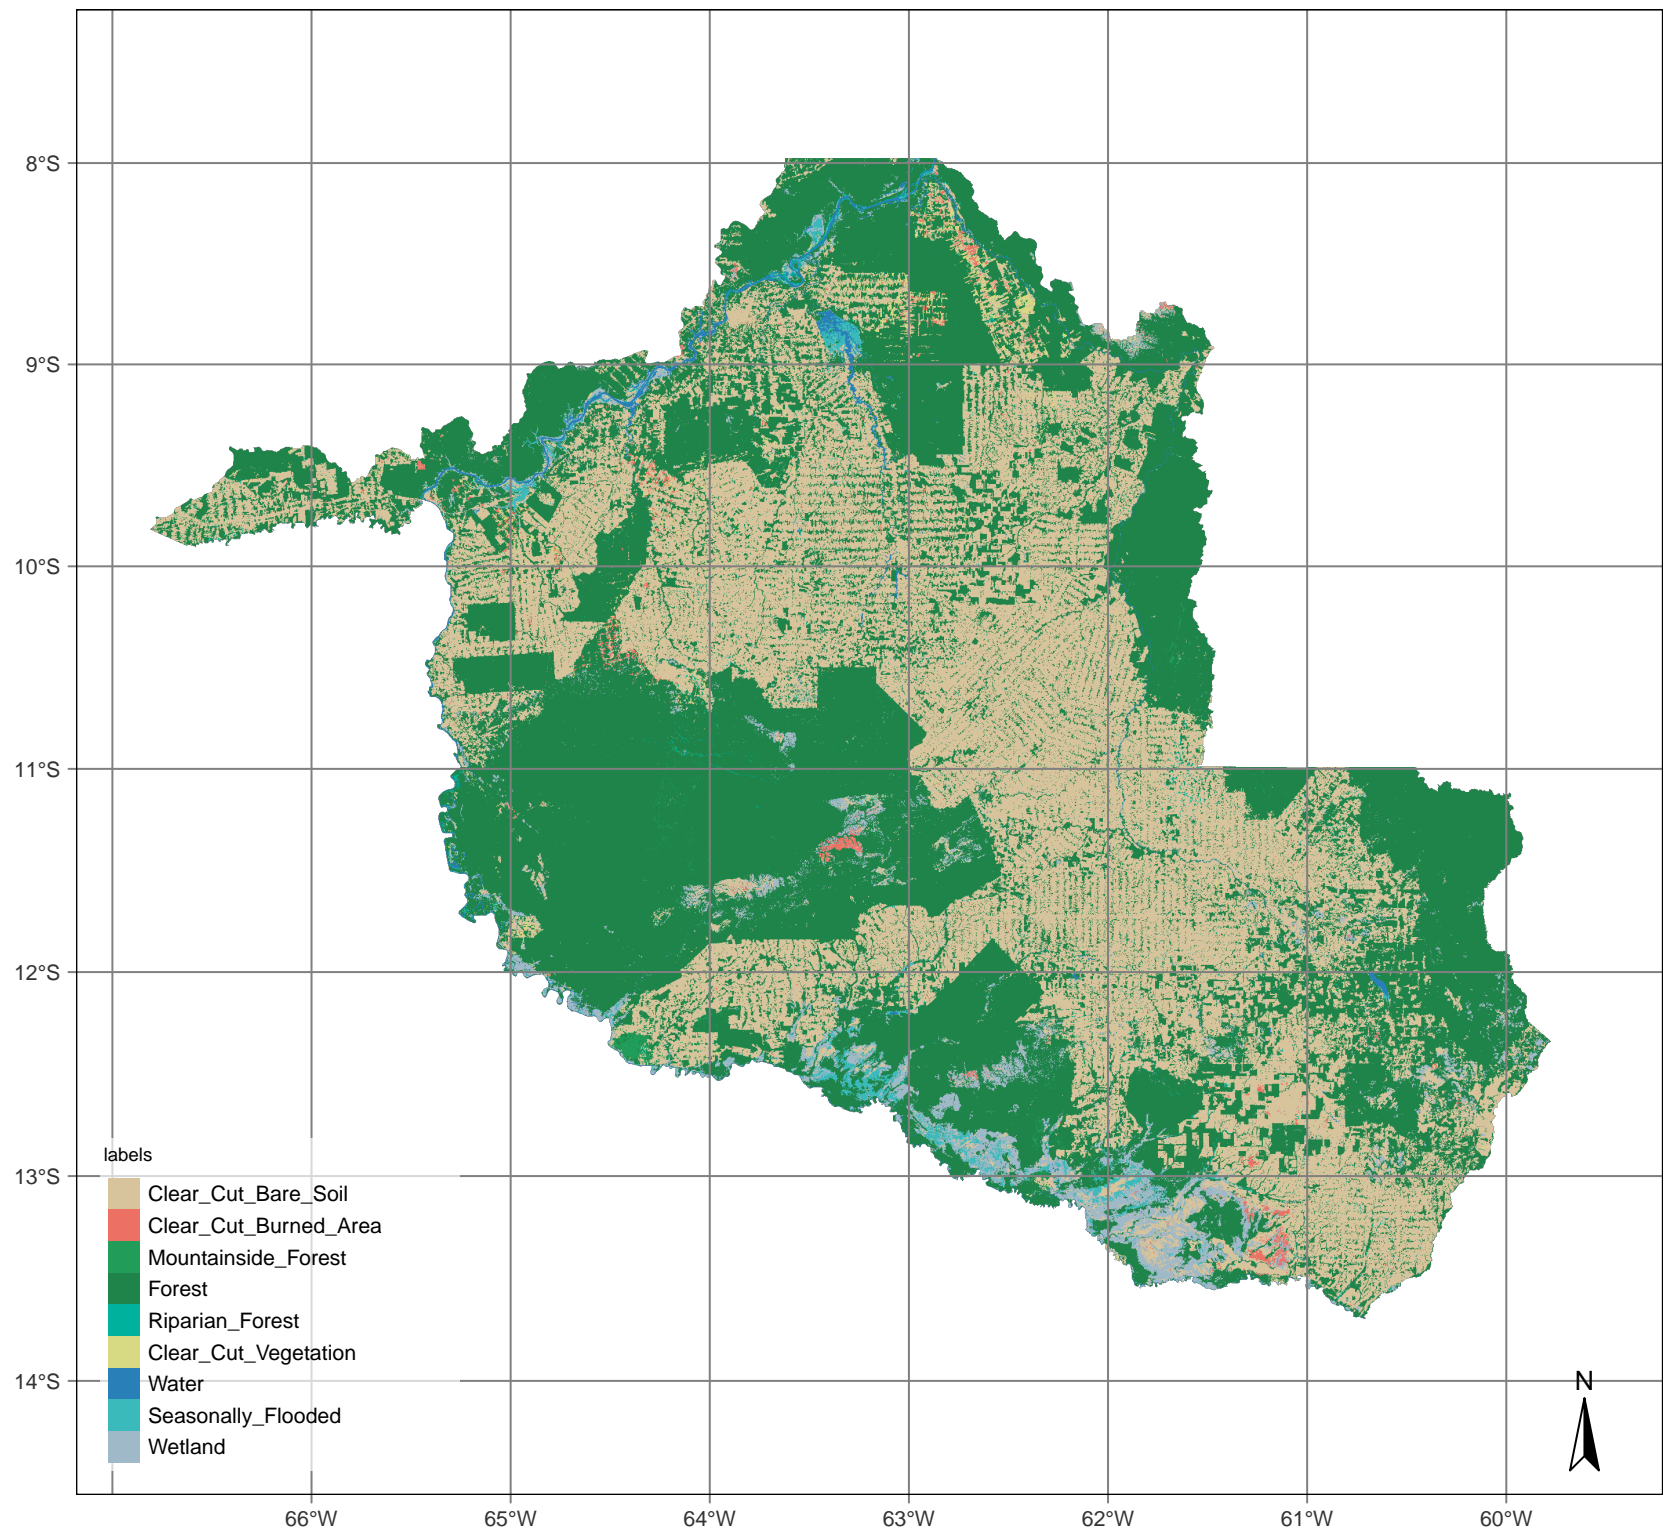 8°S
9°S
10°S
11°S
12°S
13°S
14°S
labels
Clear_Cut_Bare_Soil
Clear_Cut_Burned_Area
Mountainside_Forest
Forest
Riparian_Forest
Clear_Cut_Vegetation
Water
Seasonally_Flooded
Wetland
N
66°W 65°W 64°W 63°W 62°W 61°W 60°W